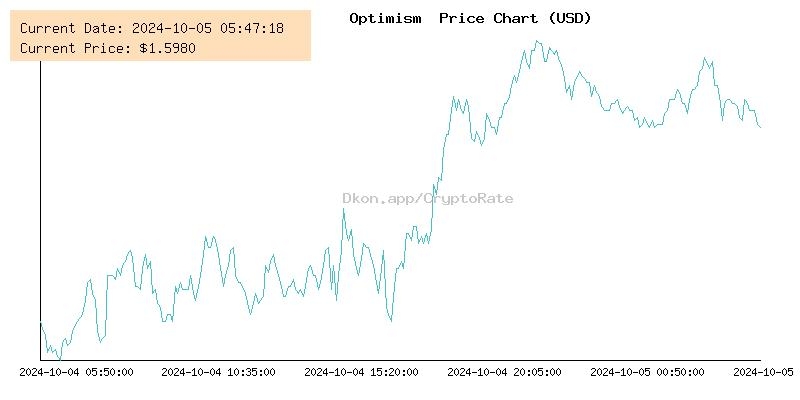 Optimism  Price Chart (USD)
Current Date: 2024-10-05 05:47:18
Current Price: $1.5980
Dkon.app/CryptoRate
2024-10-04 05:50:00 2024-10-04 10:35:00 2024-10-04 15:20:00 2024-10-04 20:05:00 2024-10-05 00:50:00 2024-10-05